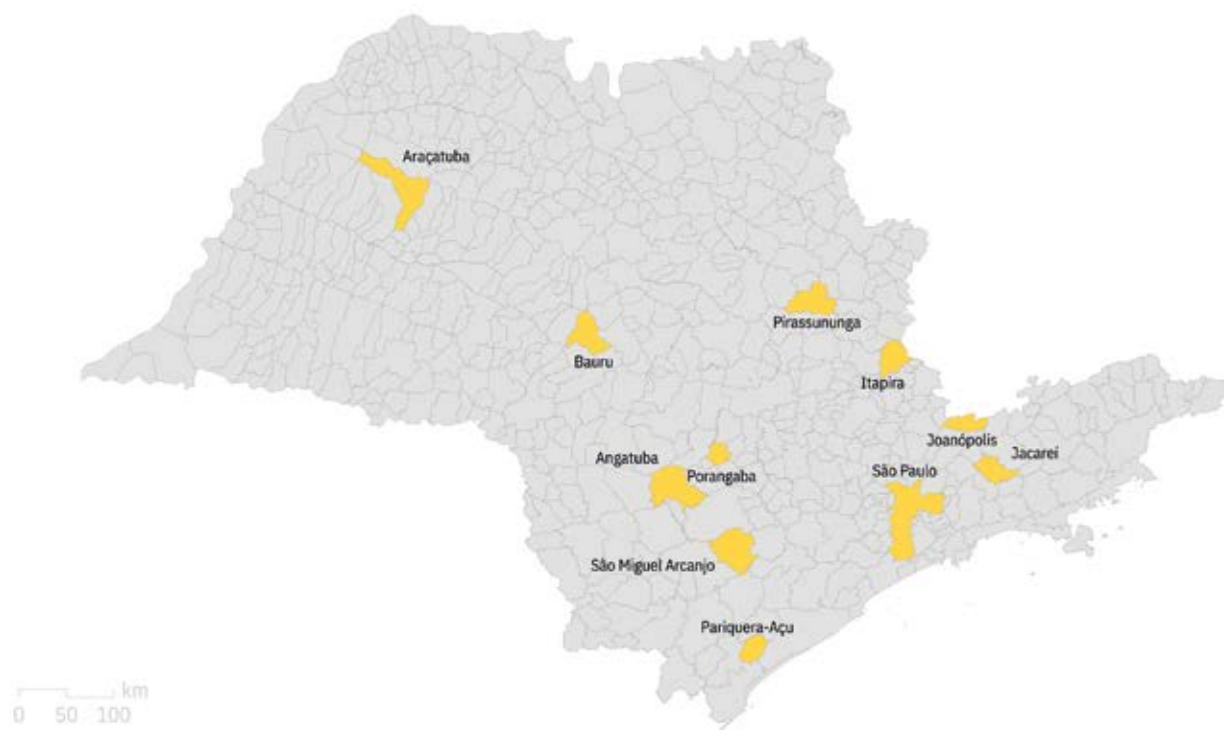 Araçatuba
Pirassununga
Bauru
Itapira
Joanópolis
Jacareí
Angatuba
Porangaba
São Paulo
São Miguel Arcanjo
Pariquera-Açu
km
0 50 100